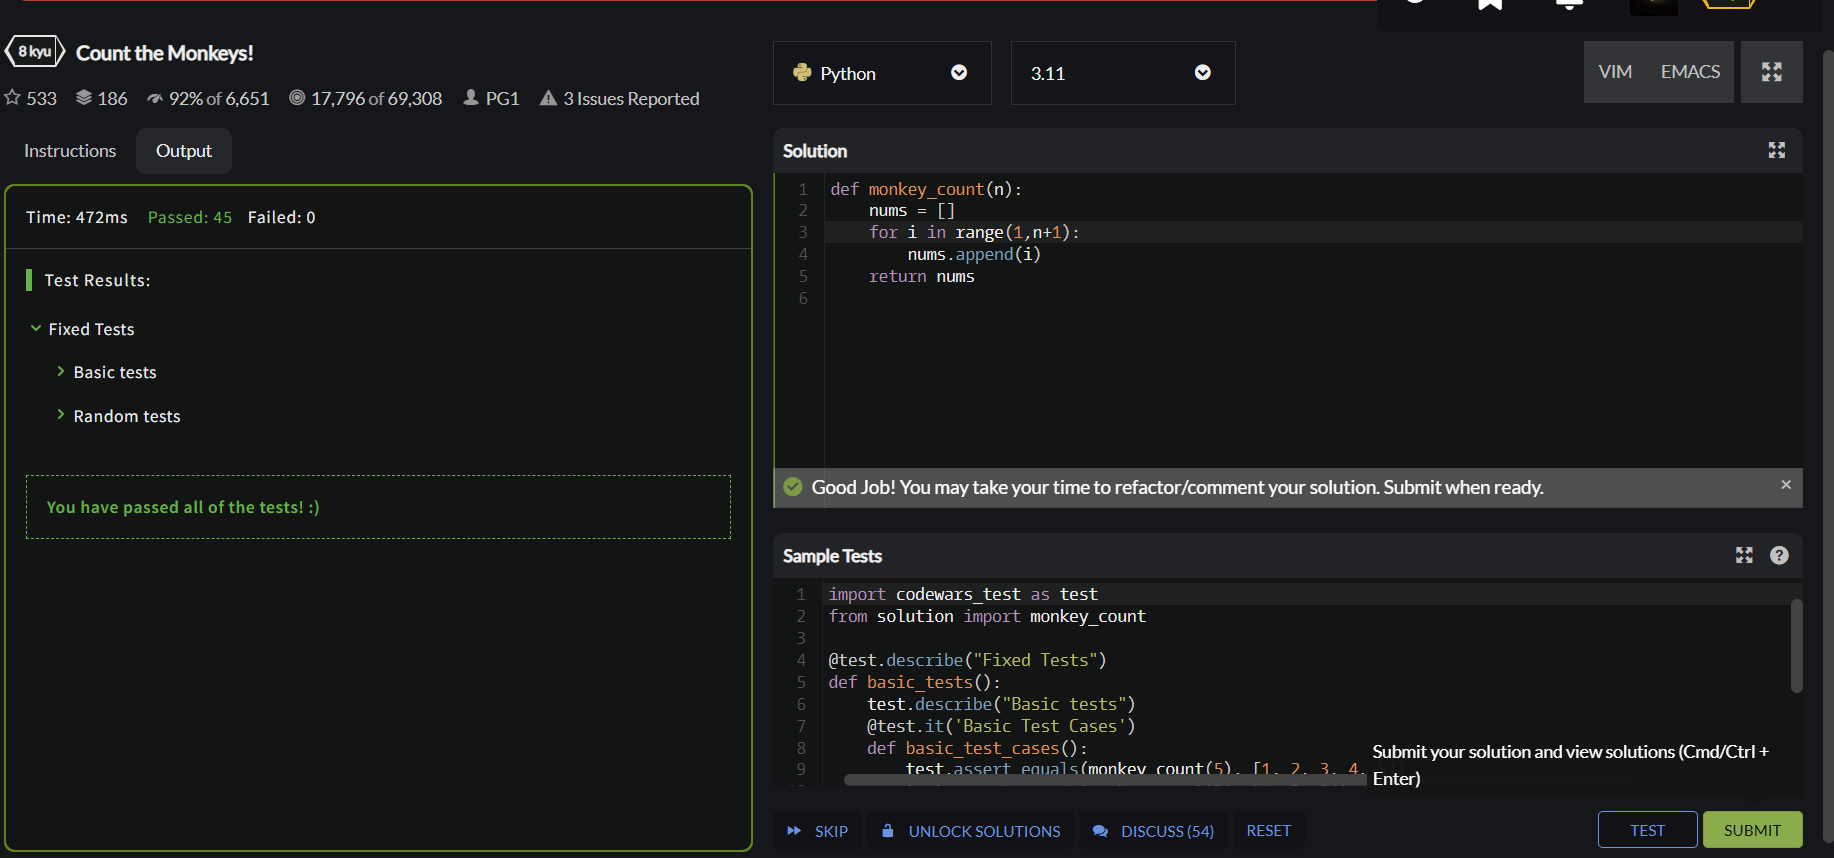 8 kyu Count the Monkeys!
533 186 92% of 6,651 17,796 of 69,308 PG1 3 Issues Reported
Instructions Output
Time: 472ms Passed: 45 Failed: 0
Test Results:
Fixed Tests
Basic tests
Random tests
You have passed all of the tests! :)
Python 3.11 VIM EMACS
Solution
1 def monkey_count(n):
2     nums = []
3     for i in range(1,n+1):
4         nums.append(i)
5     return nums
6
Good Job! You may take your time to refactor/comment your solution. Submit when ready. ×
Sample Tests ?
1 import codewars_test as test
2 from solution import monkey_count
3
4 @test.describe("Fixed Tests")
5 def basic_tests():
6     test.describe("Basic tests")
7     @test.it('Basic Test Cases')
8     def basic_test_cases():
9         test.assert_equals(monkey_count(5), [1, 2, 3, 4,
Submit your solution and view solutions (Cmd/Ctrl +
Enter)
SKIP UNLOCK SOLUTIONS DISCUSS (54) RESET TEST SUBMIT